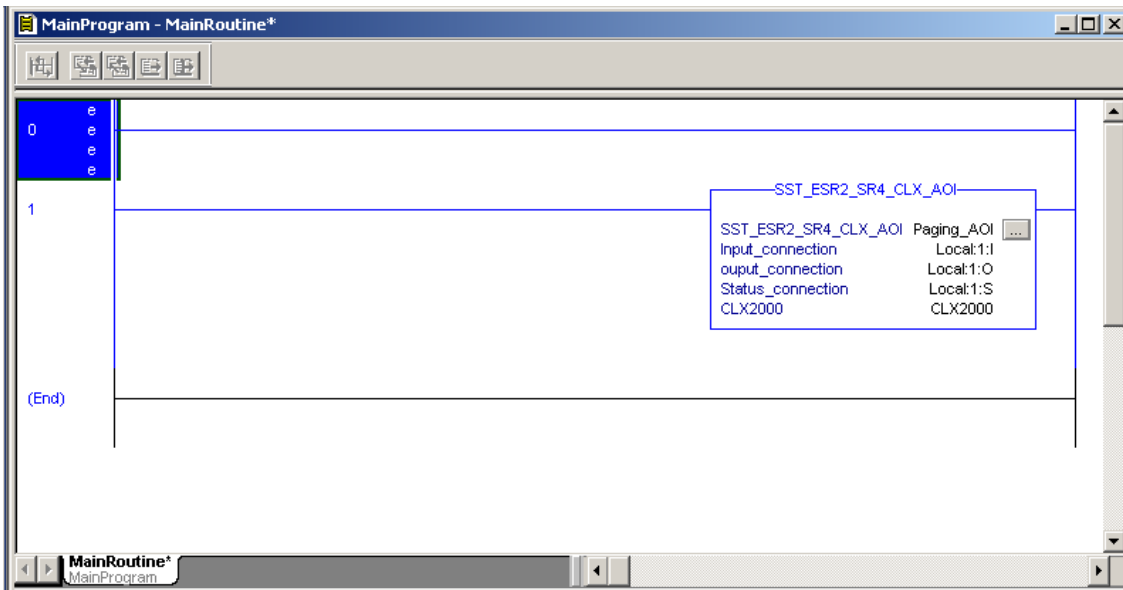 MainProgram - MainRoutine*
e
0 e
e
e
SST_ESR2_SR4_CLX_AOI
1
SST_ESR2_SR4_CLX_AOI Paging_AOI ...
Input_connection Local:1:I
ouput_connection Local:1:O
Status_connection Local:1:S
CLX2000 CLX2000
(End)
MainRoutine*
MainProgram